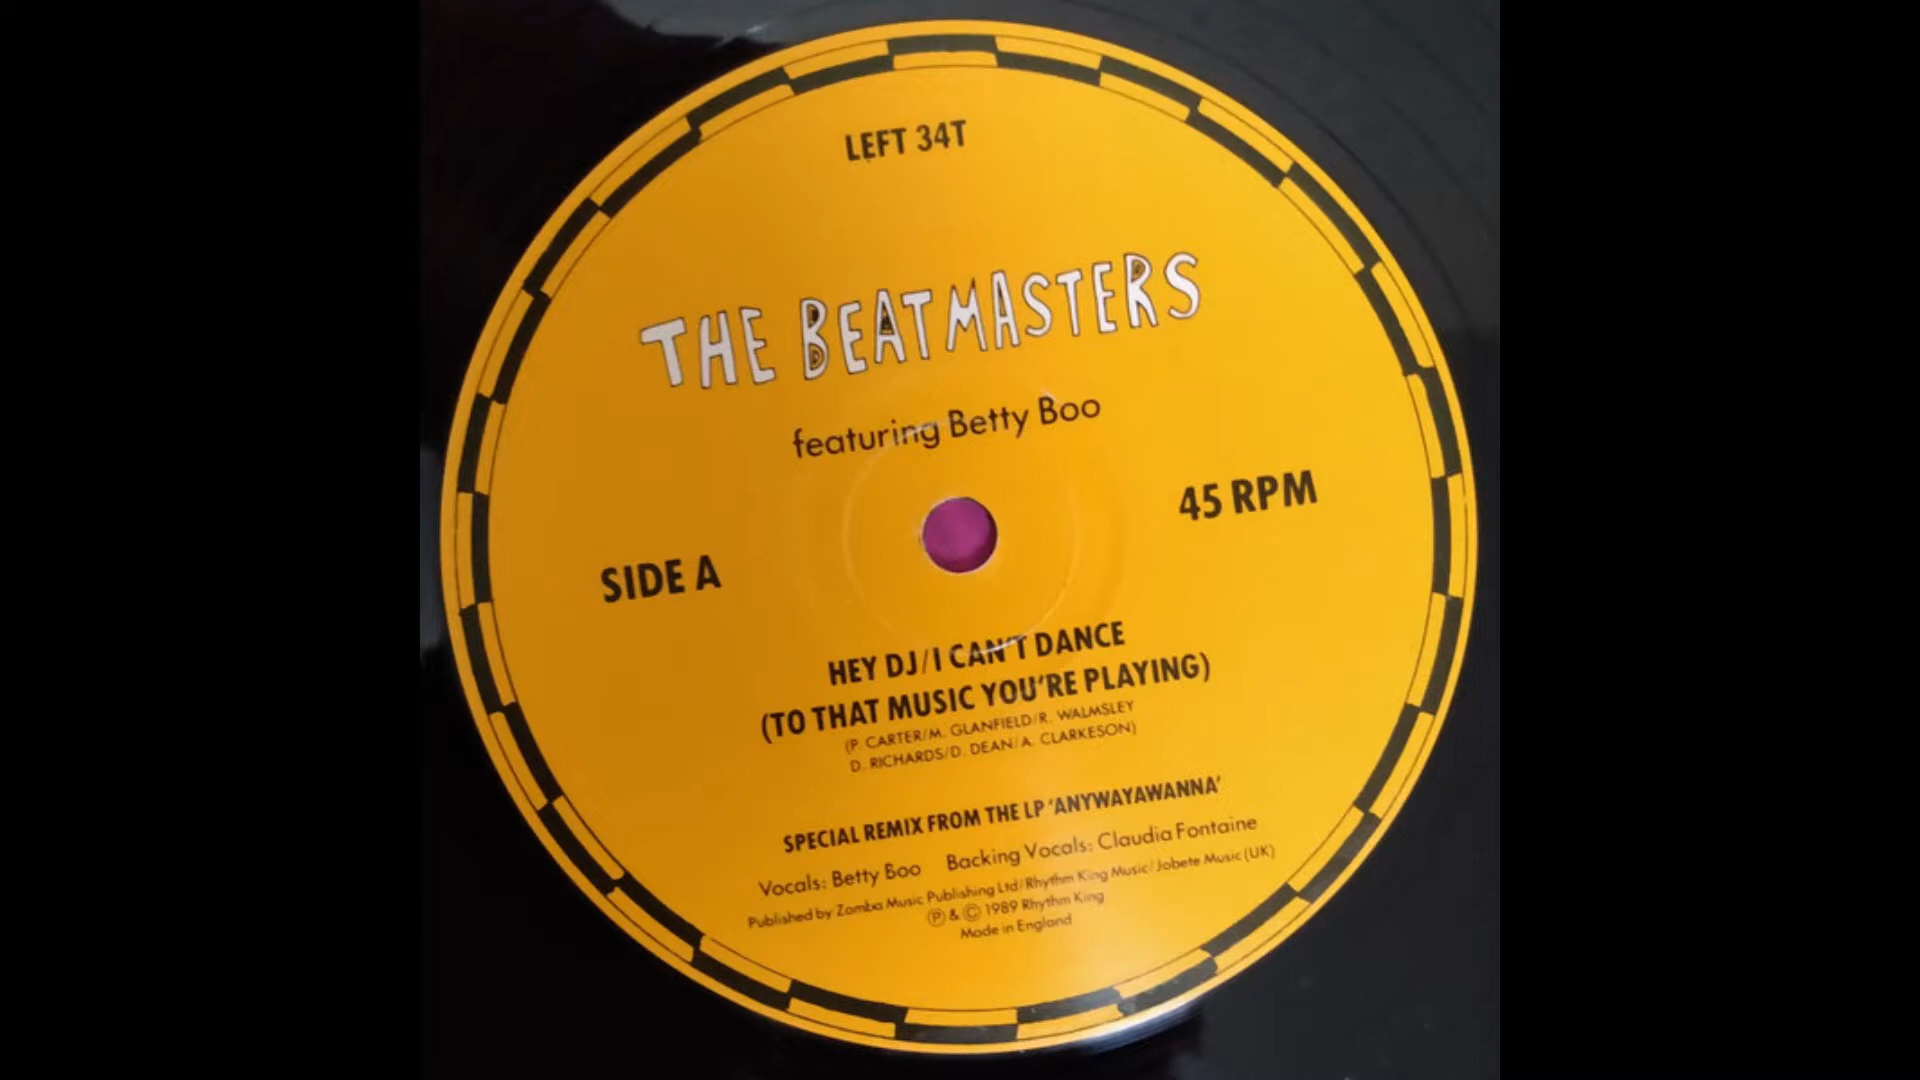 LEFT 34T
THE BEATMASTERS
featuring Betty Boo
45 RPM
SIDE A
HEY DJ/I CAN'T DANCE
(TO THAT MUSIC YOU'RE PLAYING)
(P. CARTER/M. GLANFIELD/R. WALMSLEY
D. RICHARDS/D. DEAN/A. CLARKESON)
SPECIAL REMIX FROM THE LP 'ANYWAYAWANNA'
Vocals: Betty Boo Backing Vocals: Claudia Fontaine
Published by Zomba Music Publishing Ltd/Rhythm King Music/Jobete Music (UK)
Ⓟ & © 1989 Rhythm King
Made in England